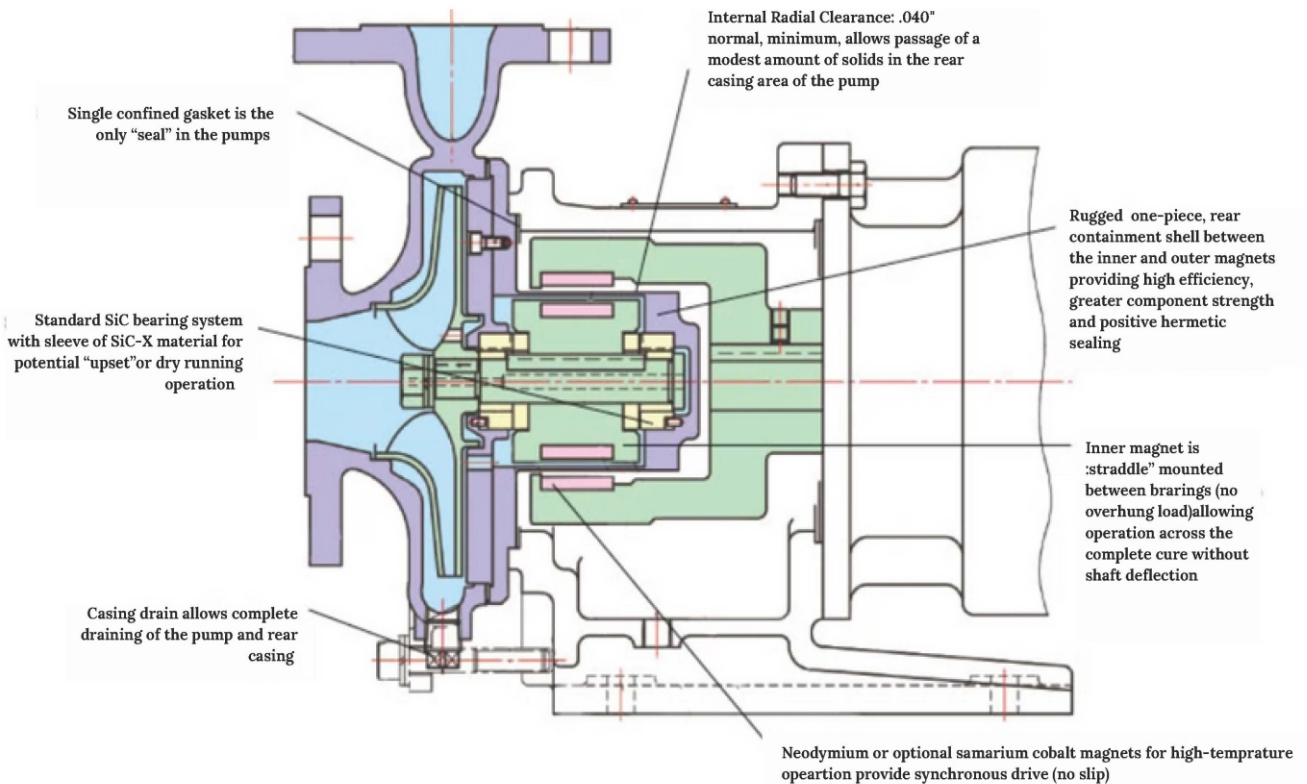 Internal Radial Clearance: .040"
normal, minimum, allows passage of a
modest amount of solids in the rear
casing area of the pump
Single confined gasket is the
only “seal” in the pumps
Rugged one-piece, rear
containment shell between
the inner and outer magnets
providing high efficiency,
greater component strength
and positive hermetic
sealing
Standard SiC bearing system
with sleeve of SiC-X material for
potential “upset”or dry running
operation
Inner magnet is
:straddle” mounted
between brarings (no
overhung load)allowing
operation across the
complete cure without
shaft deflection
Casing drain allows complete
draining of the pump and rear
casing
Neodymium or optional samarium cobalt magnets for high-temprature
opeartion provide synchronous drive (no slip)